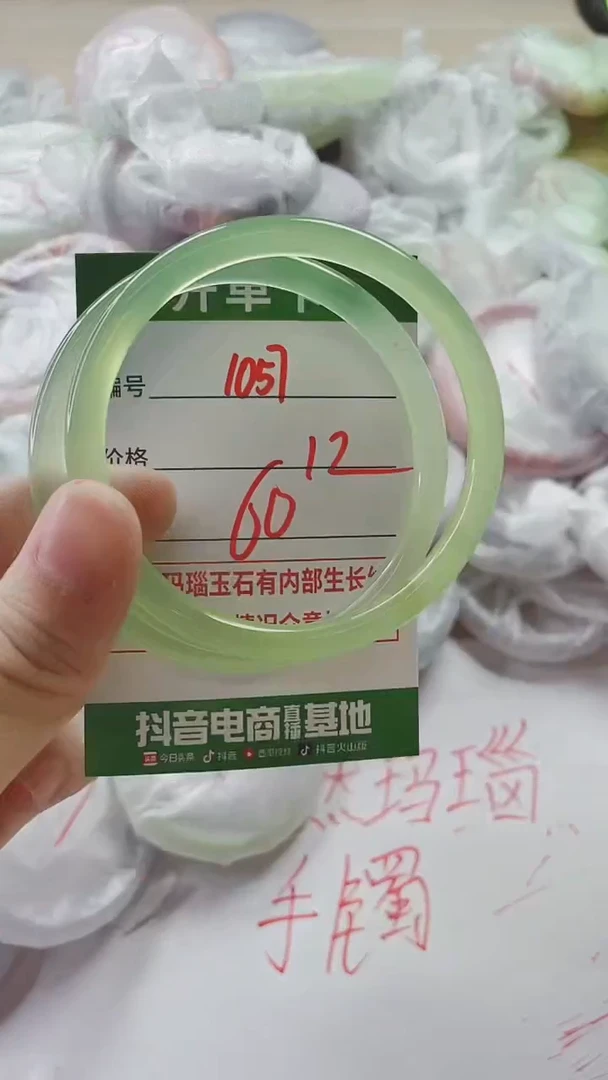 开单卡
编号 1057
价格 12
60
玛瑙玉石有内部生长
抖音电商直播基地
今日头条 抖音 西瓜视频 抖音火山版
然玛瑙
手镯